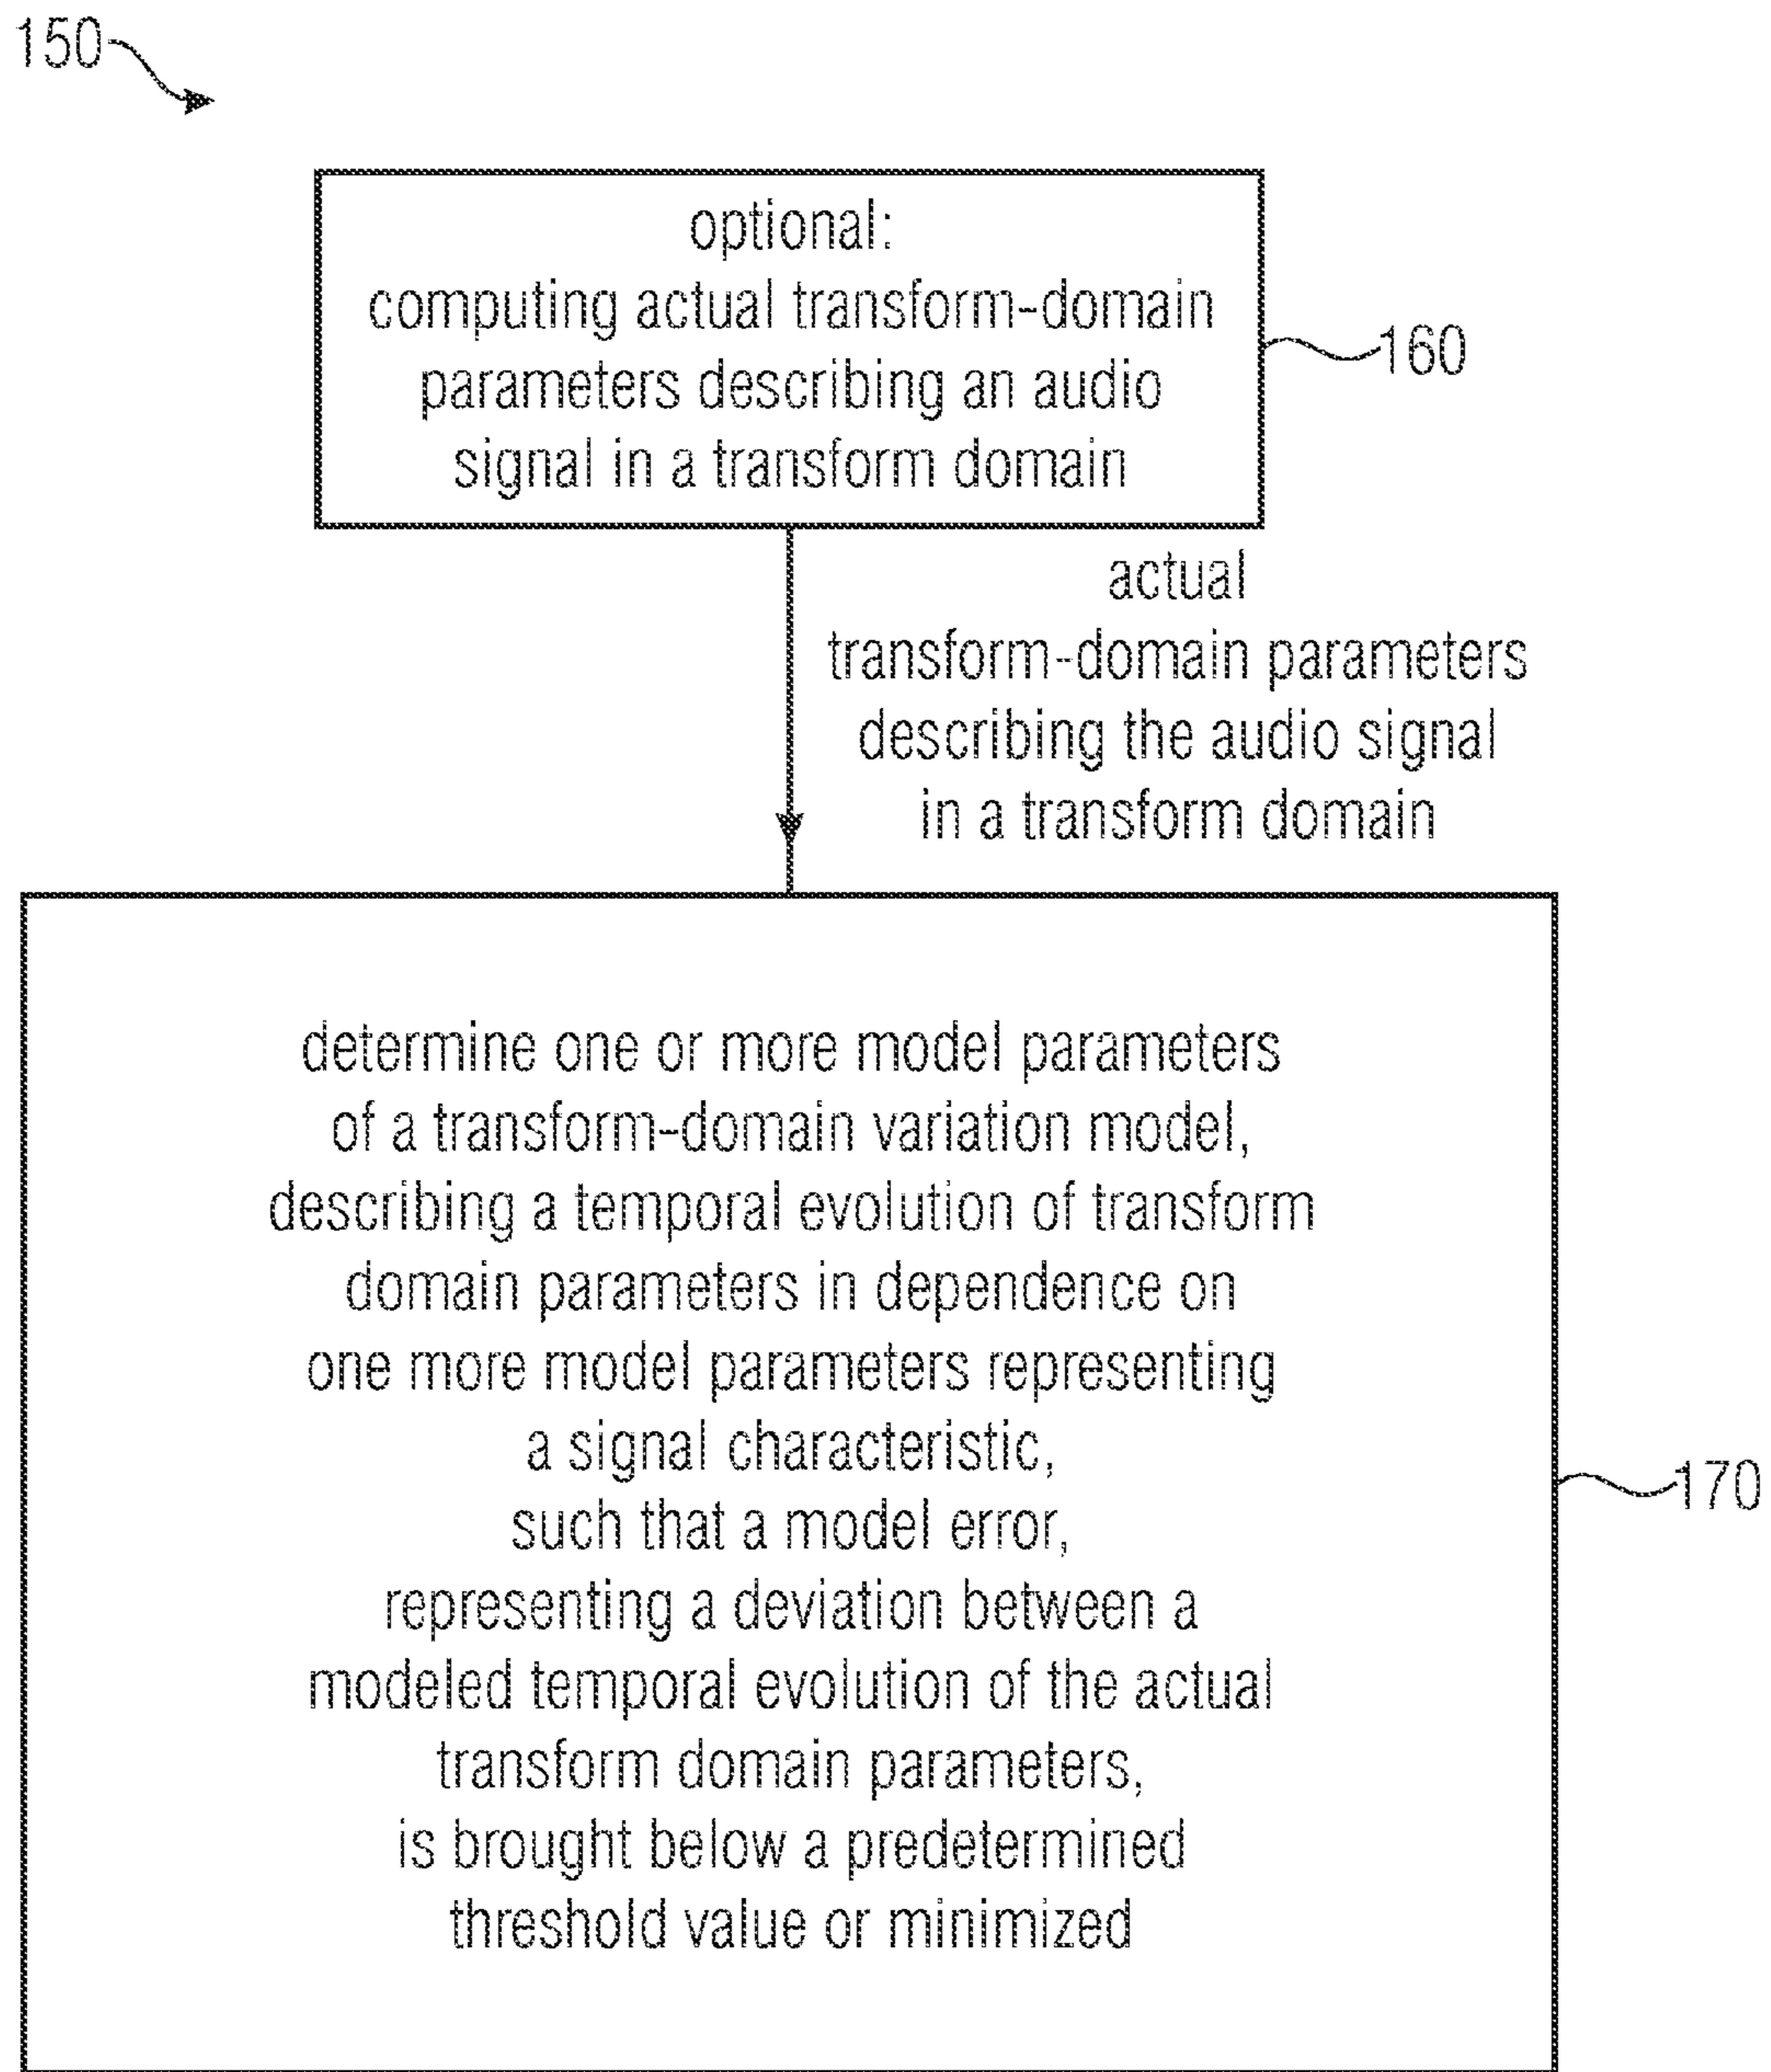 150
optional:
computing actual transform-domain
parameters describing an audio
signal in a transform domain
160
actual
transform-domain parameters
describing the audio signal
in a transform domain
determine one or more model parameters
of a transform-domain variation model,
describing a temporal evolution of transform
domain parameters in dependence on
one more model parameters representing
a signal characteristic,
such that a model error,
representing a deviation between a
modeled temporal evolution of the actual
transform domain parameters,
is brought below a predetermined
threshold value or minimized
170